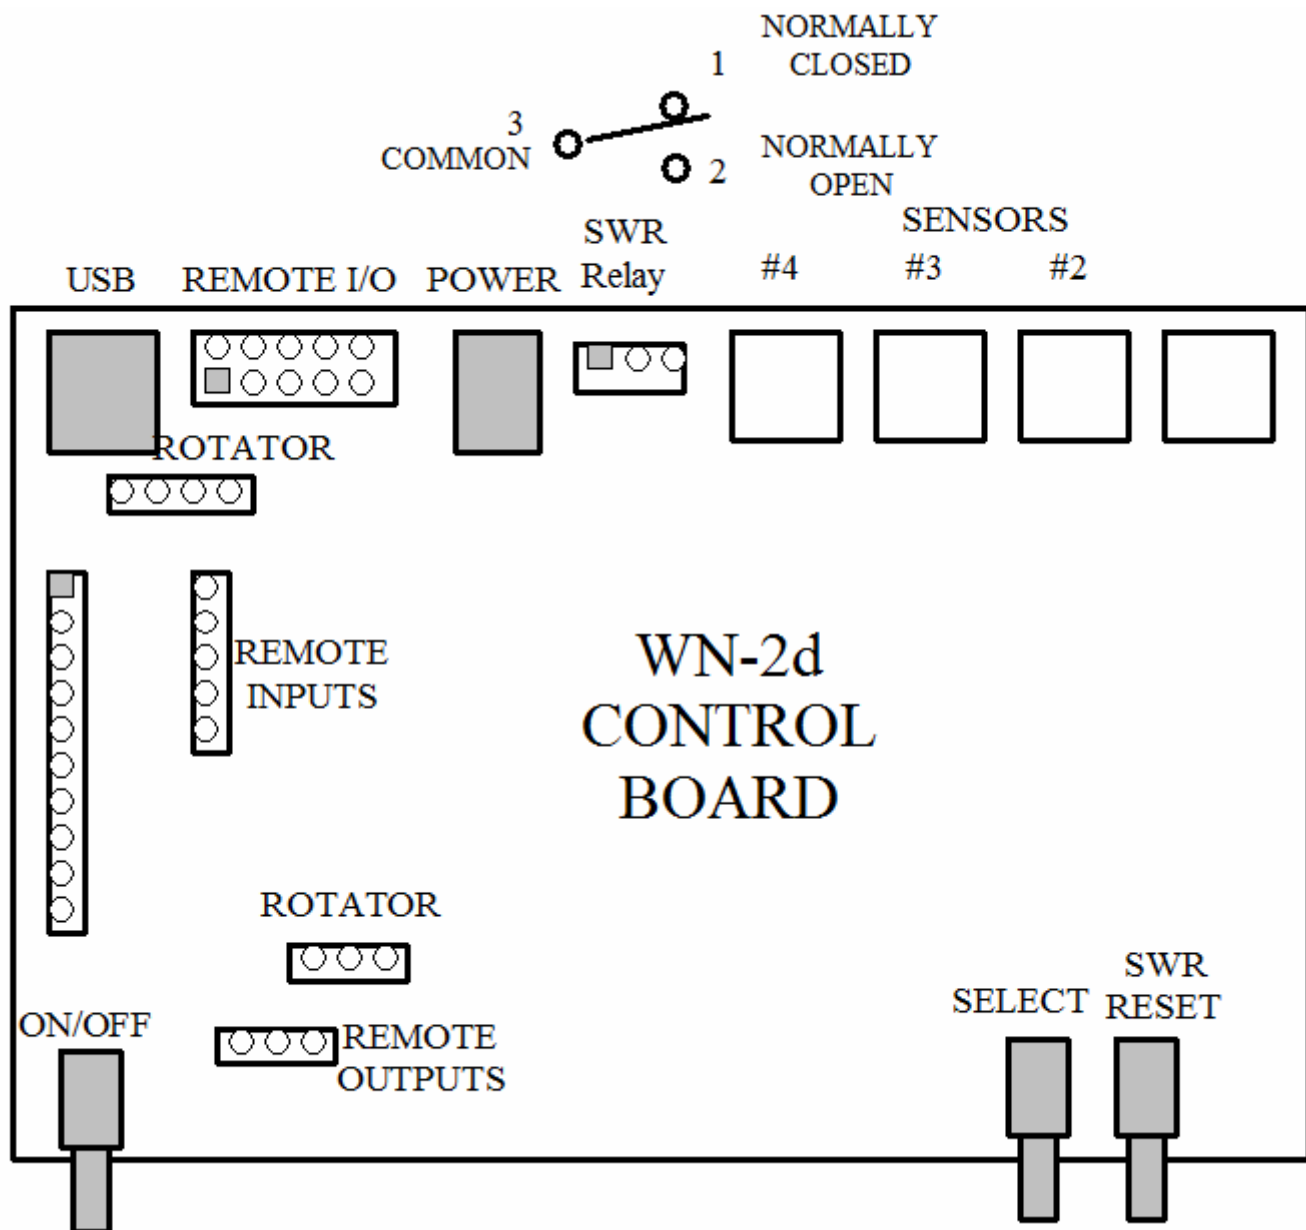 NORMALLY
CLOSED
1
3
COMMON
NORMALLY
OPEN
2
SWR
Relay
SENSORS
#4 #3 #2
USB REMOTE I/O POWER
ROTATOR
REMOTE
INPUTS
WN-2d
CONTROL
BOARD
ROTATOR
REMOTE
OUTPUTS
ON/OFF
SELECT
SWR
RESET